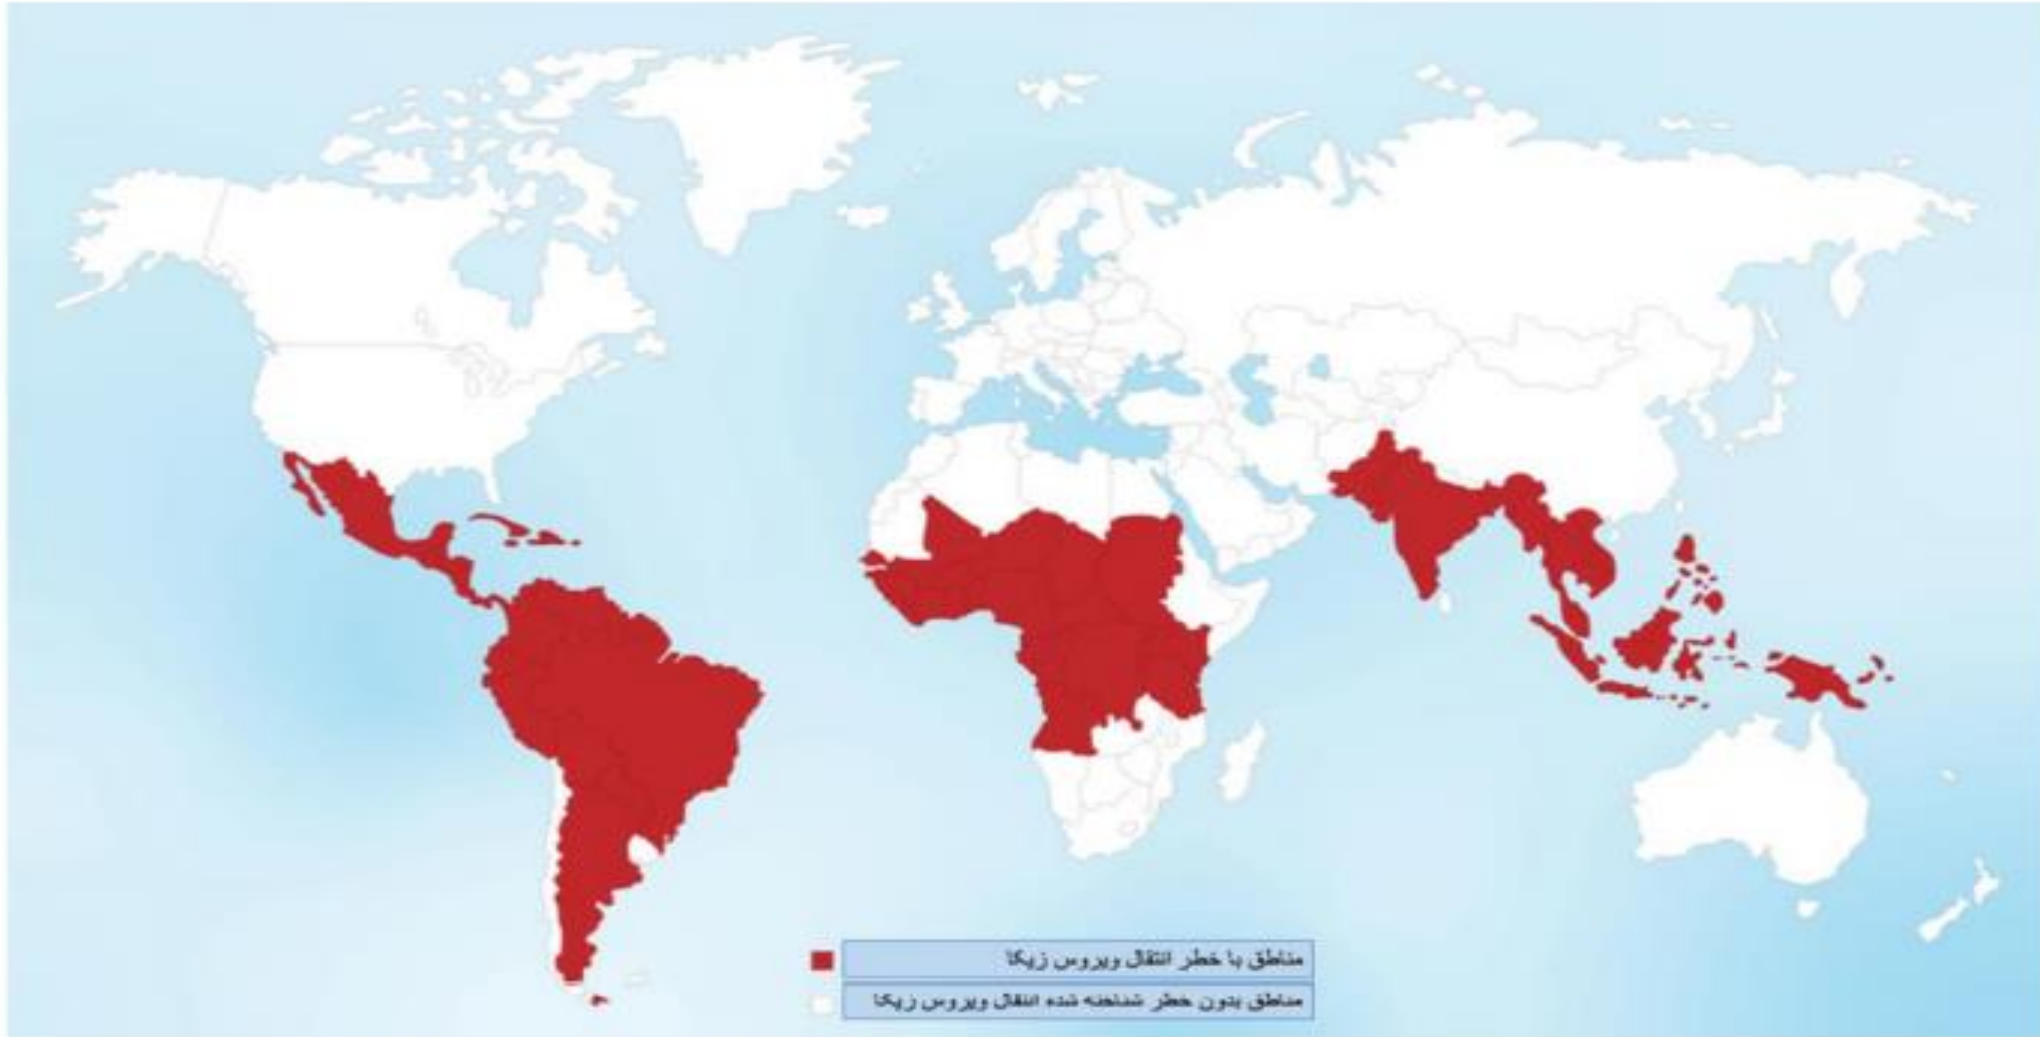 مناطق با خطر انتقال ویروس زیکا
مناطق بدون خطر شناخته شده انتقال ویروس زیکا